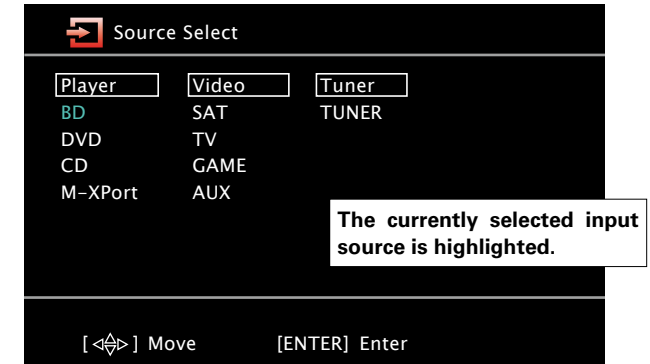 Source Select
Player Video Tuner
BD SAT TUNER
DVD TV
CD GAME
M-XPort AUX
The currently selected input
source is highlighted.
[◁△▽▷] Move [ENTER] Enter